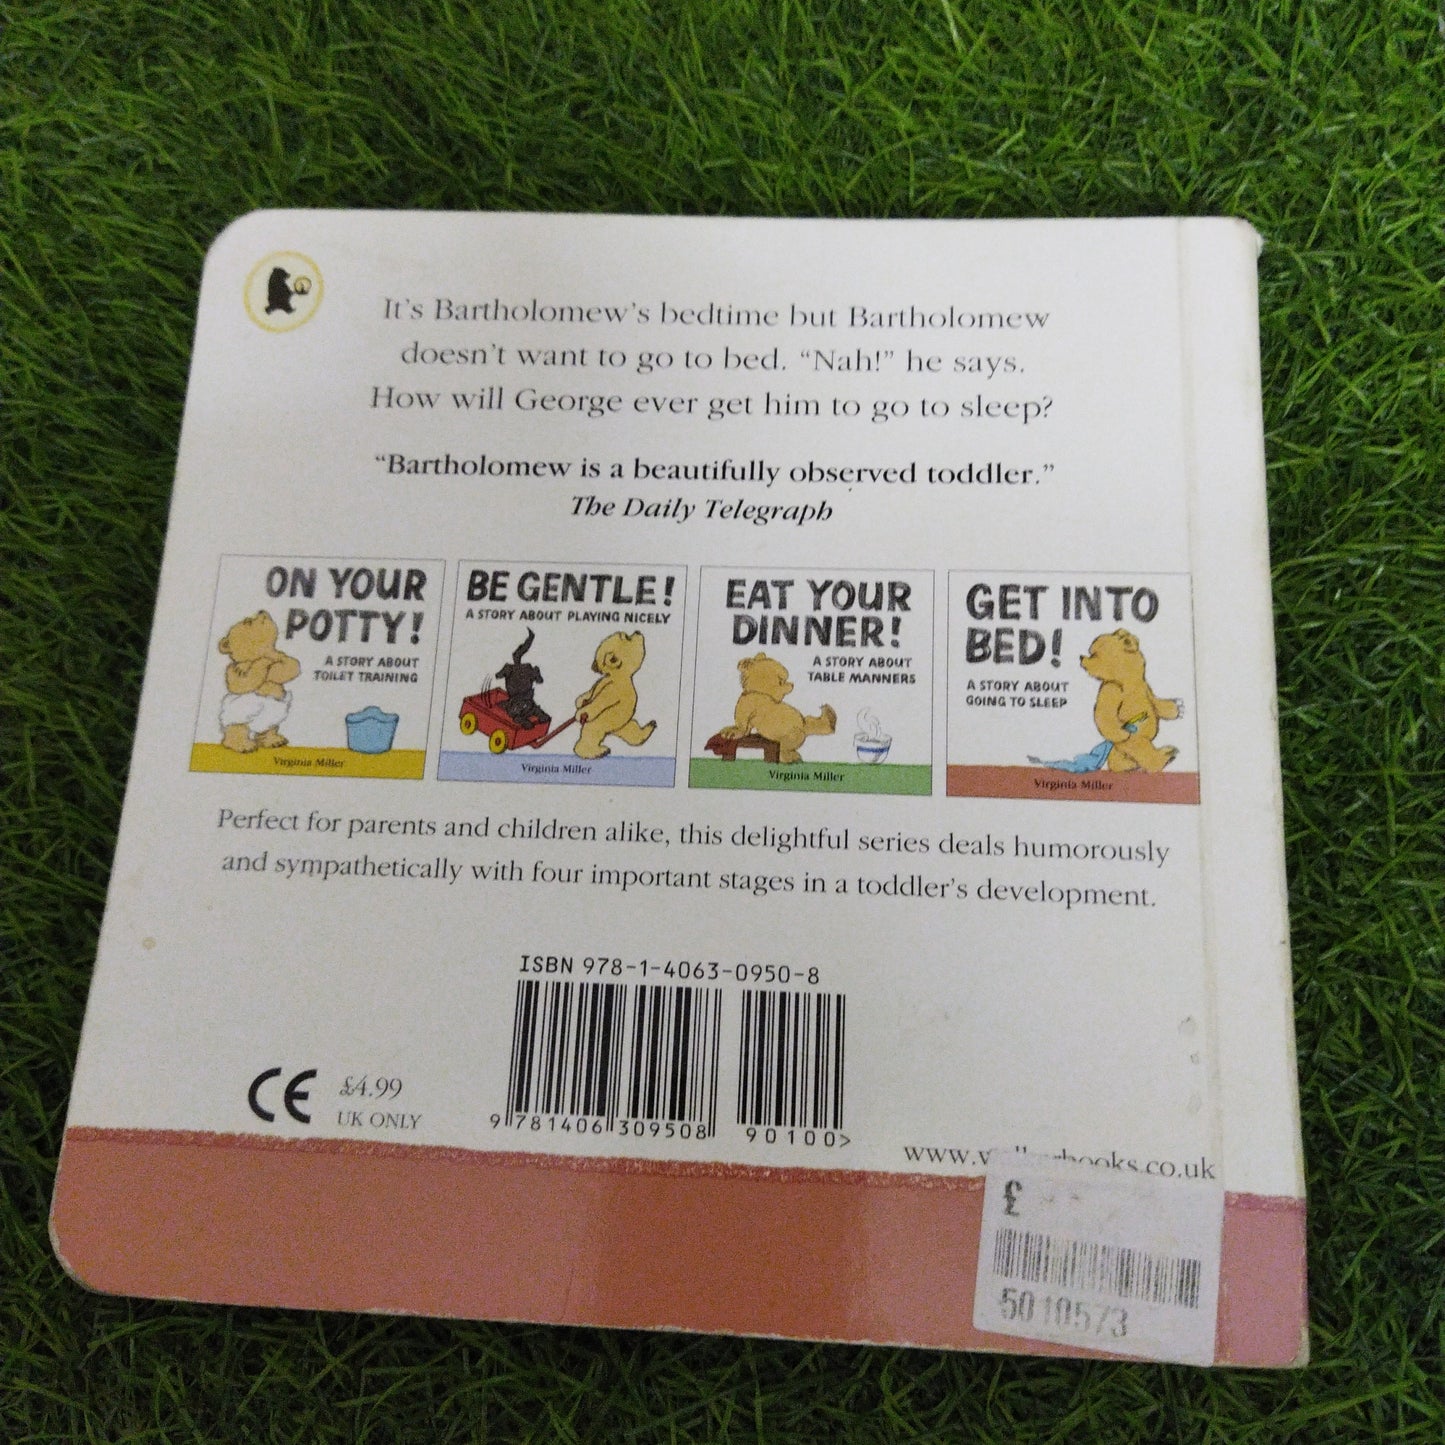 It's Bartholomew's bedtime but Bartholomew
doesn't want to go to bed. “Nah!” he says.
How will George ever get him to go to sleep?
“Bartholomew is a beautifully observed toddler.”
The Daily Telegraph
ON YOUR
POTTY!
A STORY ABOUT
TOILET TRAINING
Virginia Miller
BE GENTLE!
A STORY ABOUT PLAYING NICELY
Virginia Miller
EAT YOUR
DINNER!
A STORY ABOUT
TABLE MANNERS
Virginia Miller
GET INTO
BED!
A STORY ABOUT
GOING TO SLEEP
Virginia Miller
Perfect for parents and children alike, this delightful series deals humorously
and sympathetically with four important stages in a toddler's development.
ISBN 978-1-4063-0950-8
9 781406 309508
90100>
CE
£4.99
UK ONLY
www.walkerbooks.co.uk
£
5010573